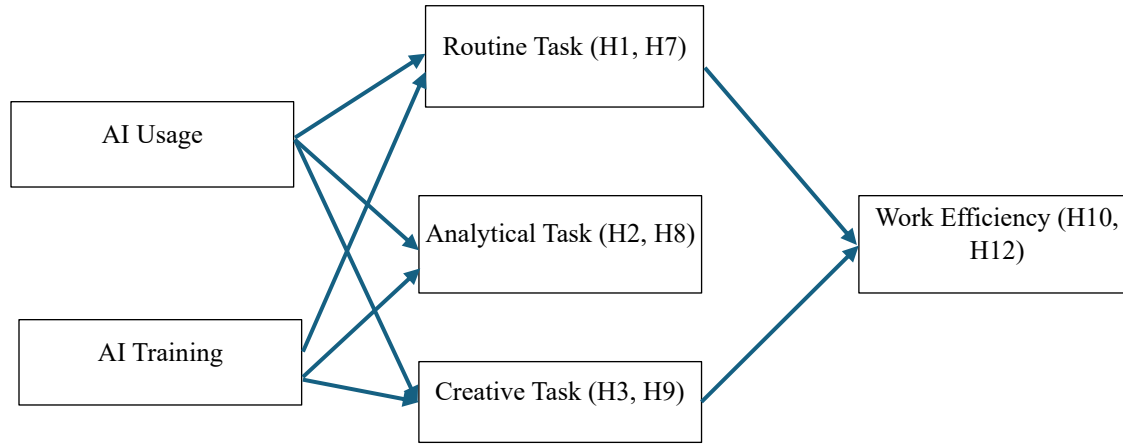 Routine Task (H1, H7)
AI Usage
Analytical Task (H2, H8)
Work Efficiency (H10,
H12)
AI Training
Creative Task (H3, H9)